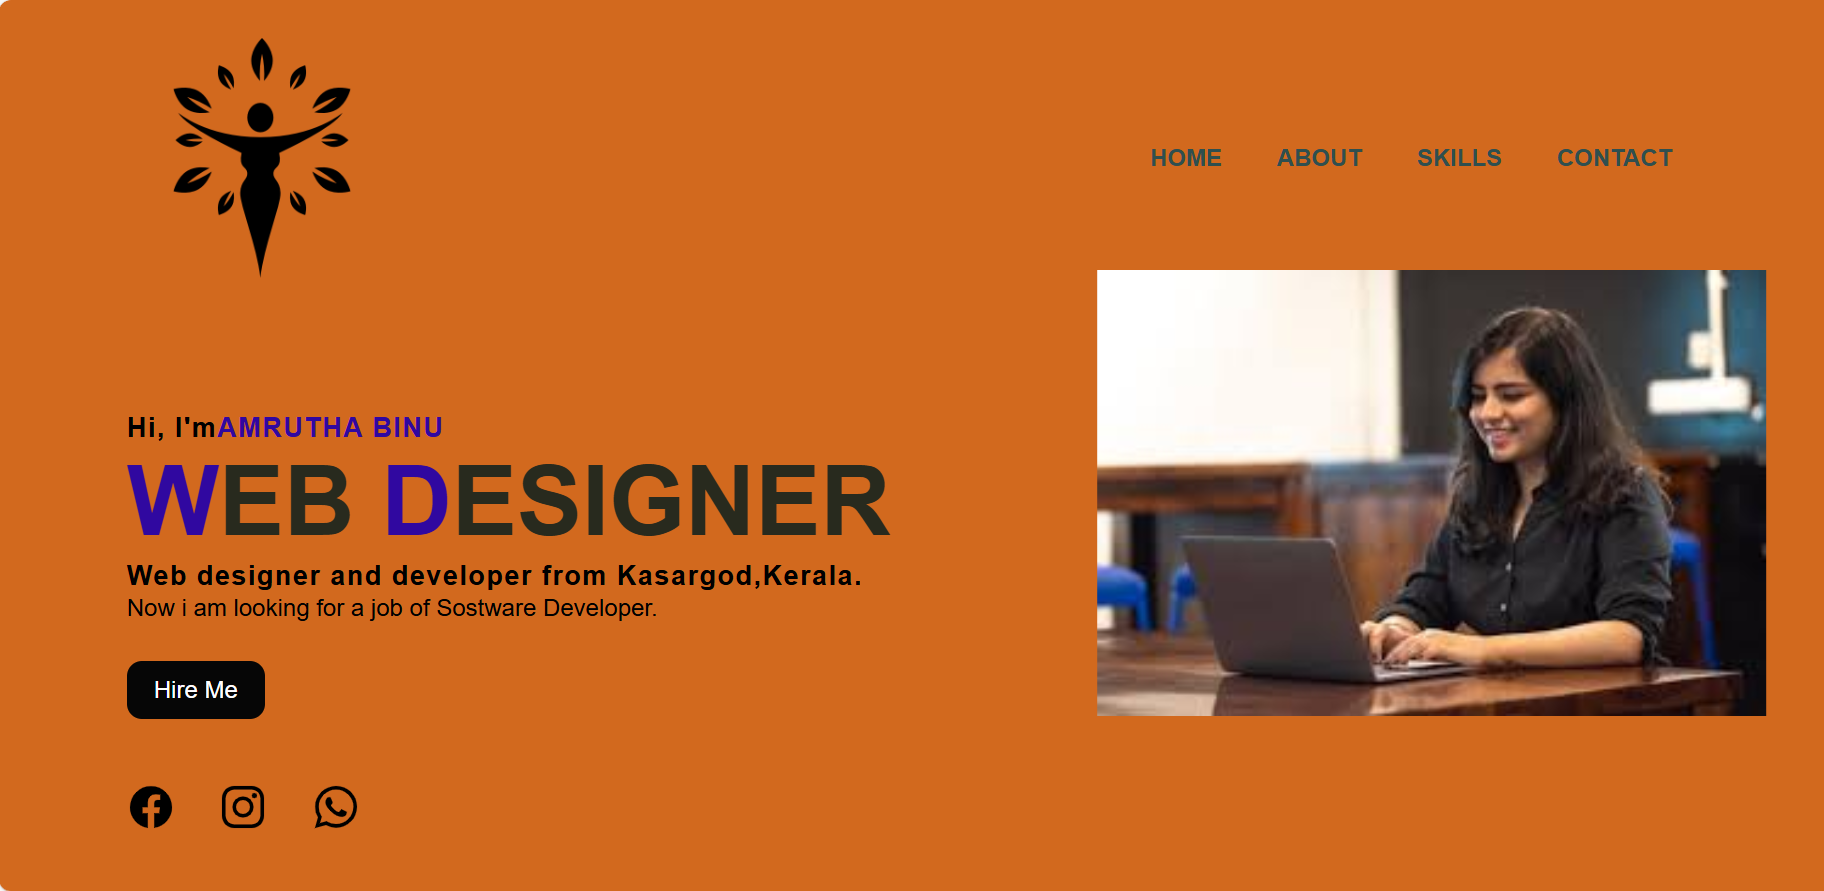 HOME ABOUT SKILLS CONTACT
Hi, I'mAMRUTHA BINU
WEB DESIGNER
Web designer and developer from Kasargod,Kerala.
Now i am looking for a job of Sostware Developer.
Hire Me